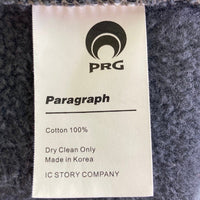 PRG
Paragraph
Cotton 100%
Dry Clean Only
Made in Korea
IC STORY COMPANY